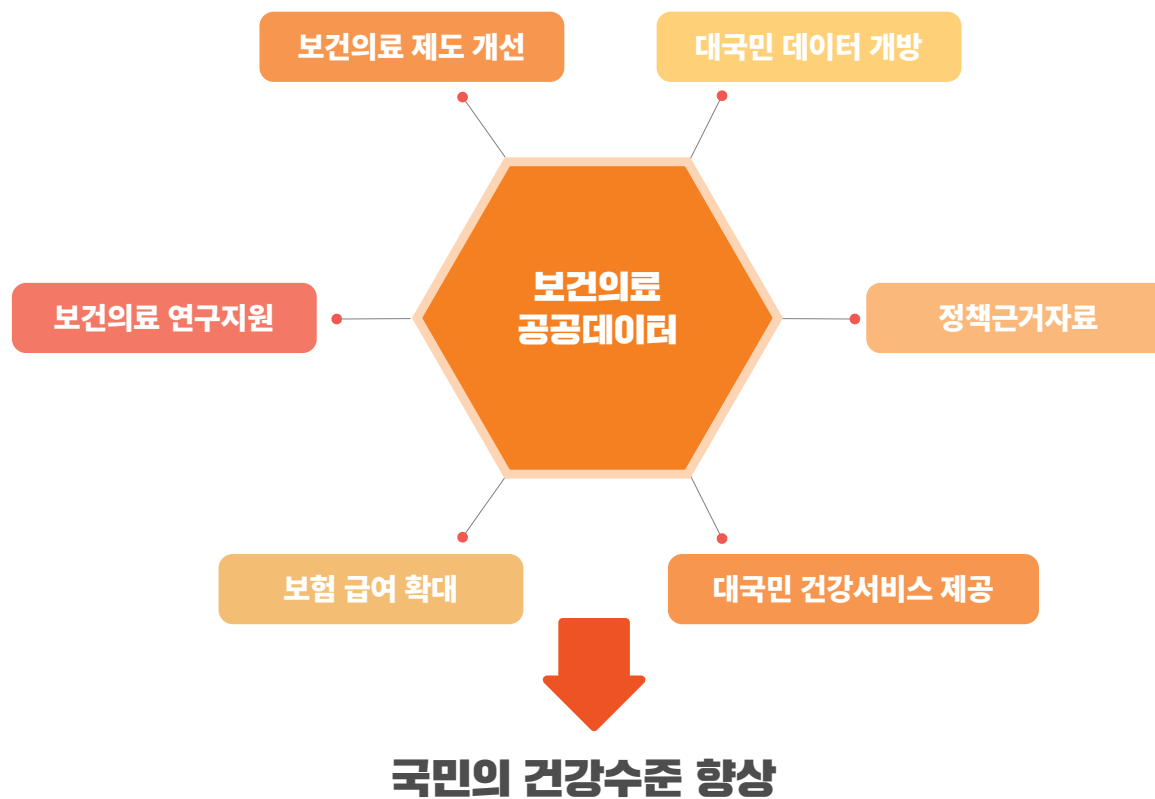 보건의료 제도 개선
대국민 데이터 개방
보건의료
공공데이터
보건의료 연구지원
정책근거자료
보험 급여 확대
대국민 건강서비스 제공
국민의 건강수준 향상